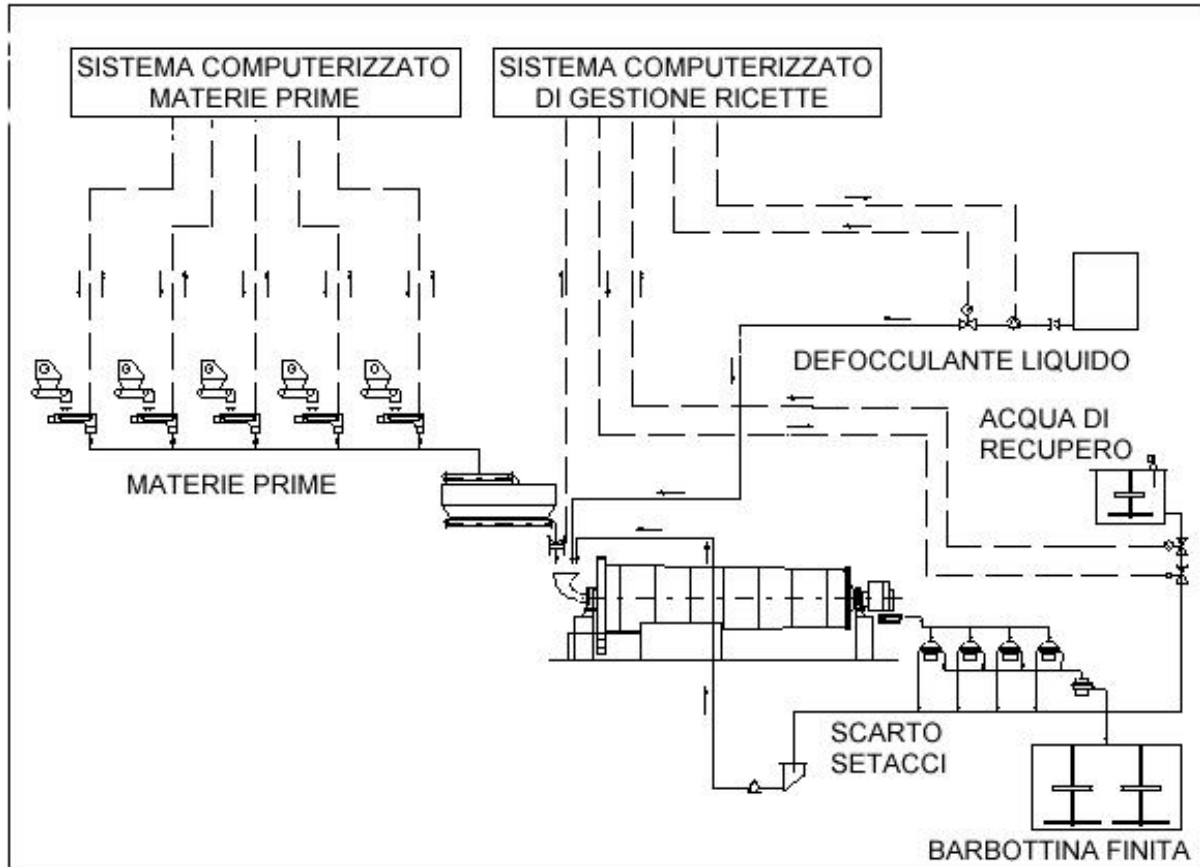 SISTEMA COMPUTERIZZATO
MATERIE PRIME
SISTEMA COMPUTERIZZATO
DI GESTIONE RICETTE
DEFOCCULANTE LIQUIDO
ACQUA DI
RECUPERO
MATERIE PRIME
SCARTO
SETACCI
BARBOTTINA FINITA